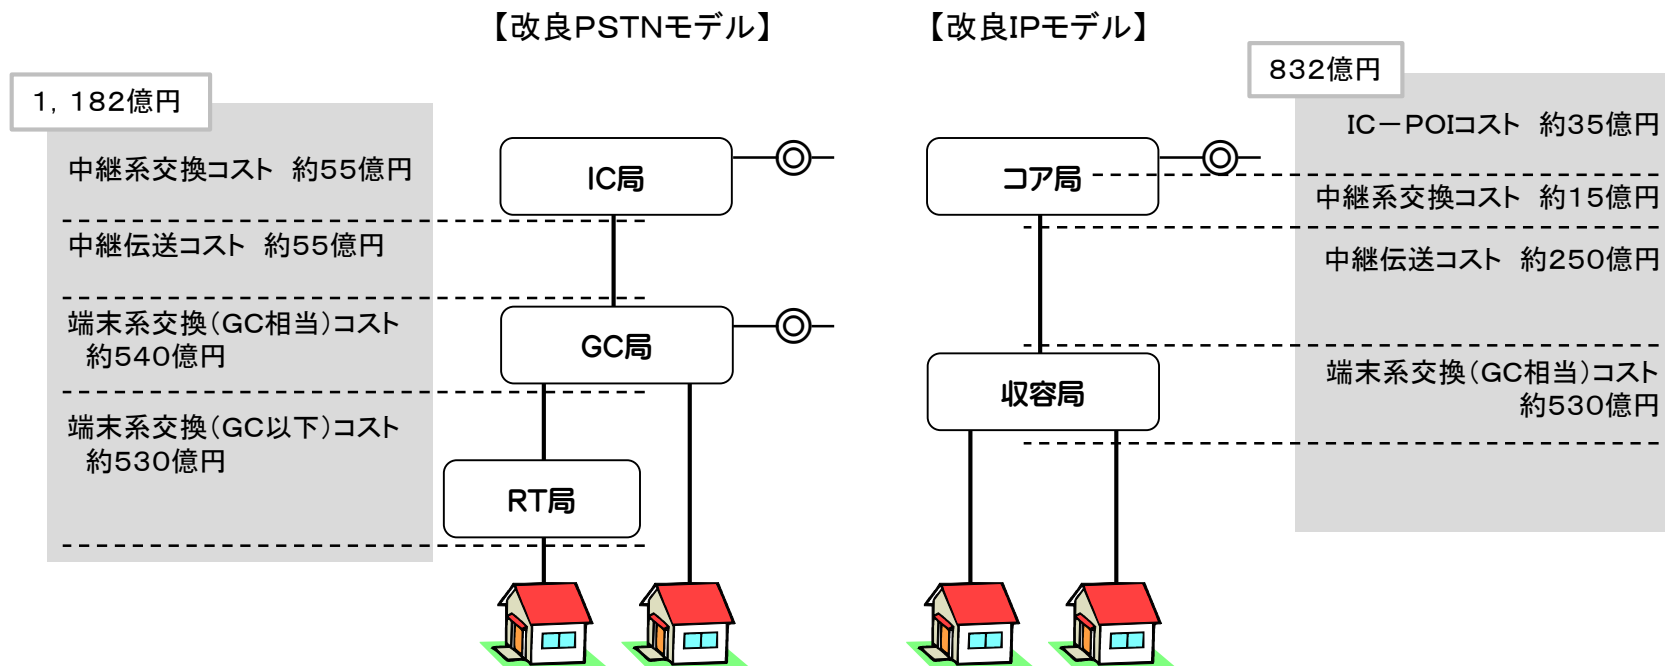 【改良PSTNモデル】
1，182億円
中継系交換コスト　約55億円
中継伝送コスト　約55億円
端末系交換（GC相当）コスト
約540億円
端末系交換（GC以下）コスト
約530億円
IC局
GC局
RT局
【改良IPモデル】
832億円
IC－POIコスト　約35億円
中継系交換コスト　約15億円
中継伝送コスト　約250億円
端末系交換（GC相当）コスト
約530億円
コア局
収容局